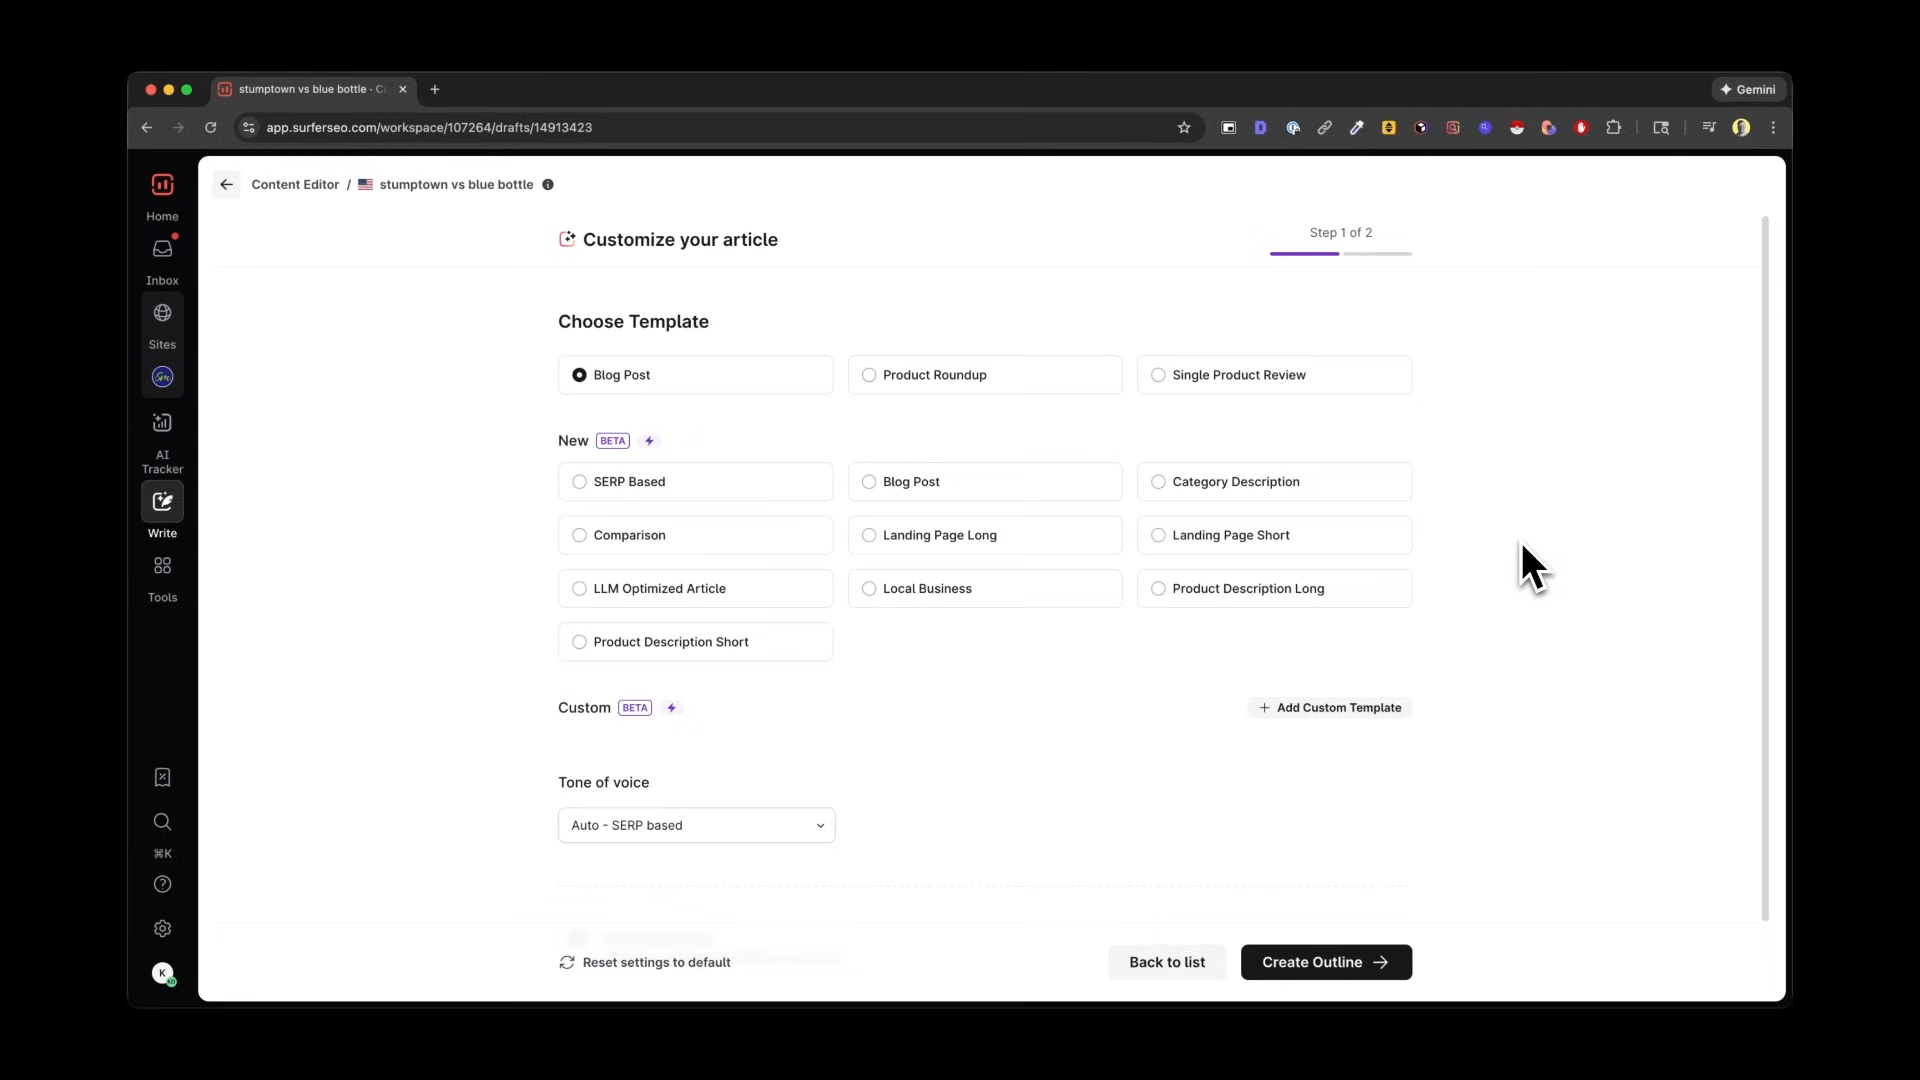 stumptown vs blue bottle - Co
Gemini
app.surferseo.com/workspace/107264/drafts/14913423
Content Editor / stumptown vs blue bottle
Home
Inbox
Sites
Sm
AI
Tracker
Write
Tools
⌘K
K
Customize your article
Step 1 of 2
Choose Template
Blog Post
Product Roundup
Single Product Review
New BETA
SERP Based
Blog Post
Category Description
Comparison
Landing Page Long
Landing Page Short
LLM Optimized Article
Local Business
Product Description Long
Product Description Short
Custom BETA
+ Add Custom Template
Tone of voice
Auto - SERP based
Reset settings to default
Back to list
Create Outline